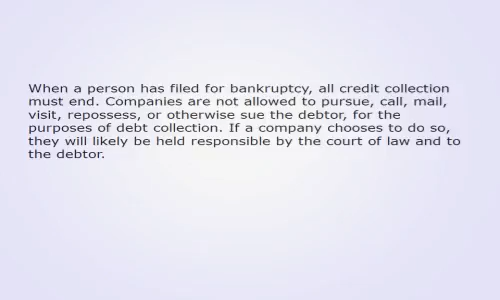 When a person has filed for bankruptcy, all credit collection
must end. Companies are not allowed to pursue, call, mail,
visit, repossess, or otherwise sue the debtor, for the
purposes of debt collection. If a company chooses to do so,
they will likely be held responsible by the court of law and to
the debtor.